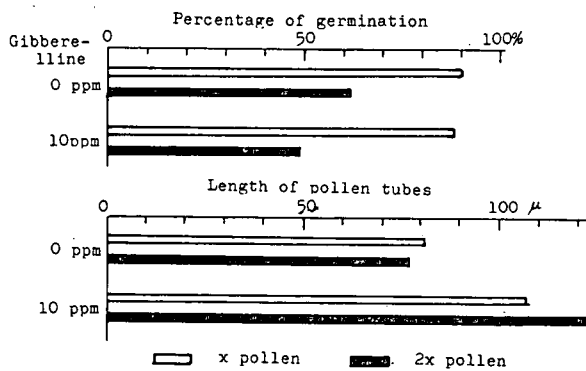 Percentage of germination
Gibbere-
lline
0 50 100%
0 ppm
10ppm
Length of pollen tubes
0 50 100 μ
0 ppm
10 ppm
x pollen 2x pollen